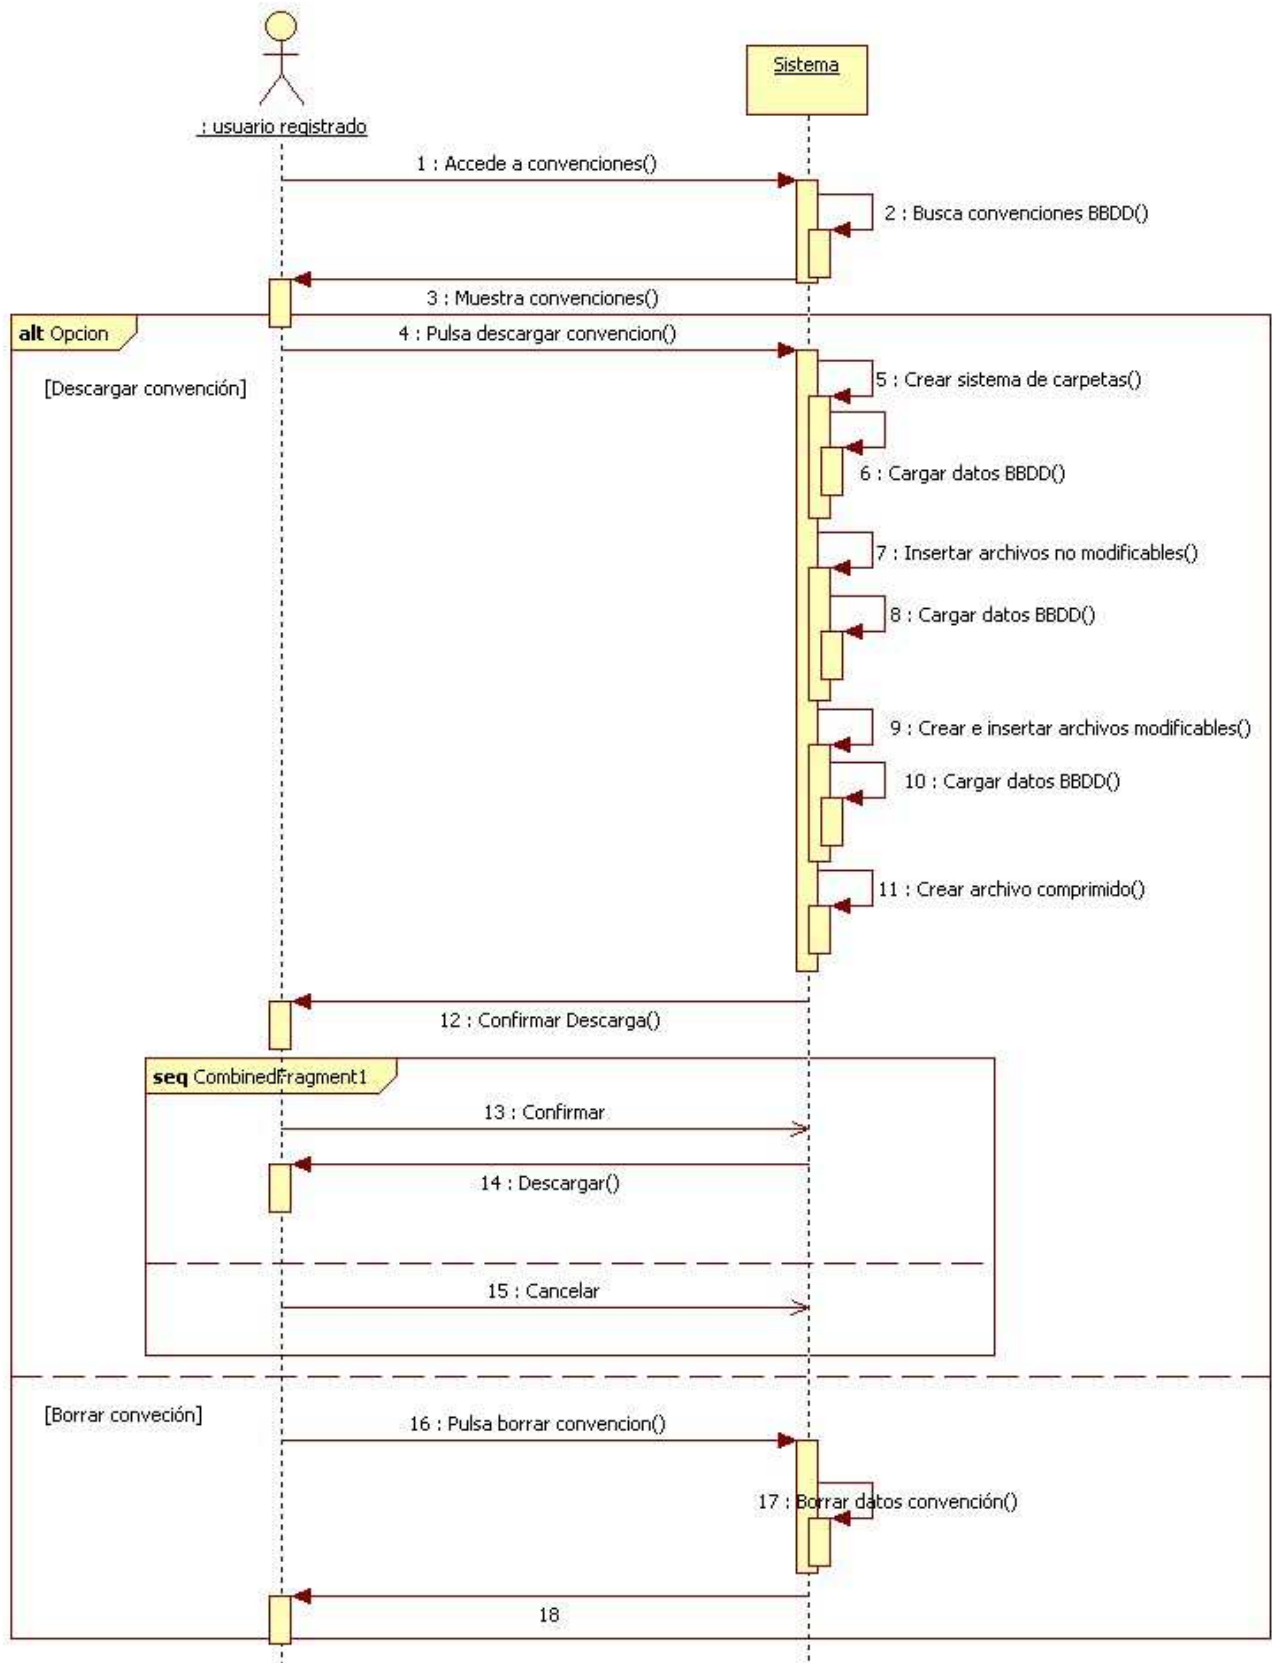 : usuario registrado
Sistema
1 : Accede a convenciones()
2 : Busca convenciones BBDD()
3 : Muestra convenciones()
alt Opcion
4 : Pulsa descargar convencion()
[Descargar convención]
5 : Crear sistema de carpetas()
6 : Cargar datos BBDD()
7 : Insertar archivos no modificables()
8 : Cargar datos BBDD()
9 : Crear e insertar archivos modificables()
10 : Cargar datos BBDD()
11 : Crear archivo comprimido()
12 : Confirmar Descarga()
seq CombinedFragment1
13 : Confirmar
14 : Descargar()
15 : Cancelar
[Borrar conveción]
16 : Pulsa borrar convencion()
17 : Borrar datos convención()
18